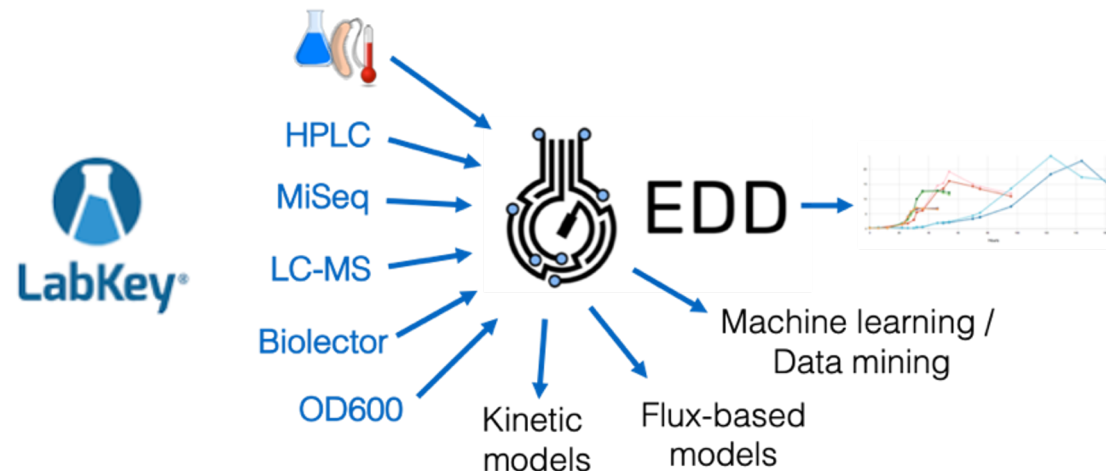 HPLC
MiSeq
LabKey®
LC-MS
Biolector
OD600
EDD
Machine learning /
Data mining
Kinetic
models
Flux-based
models